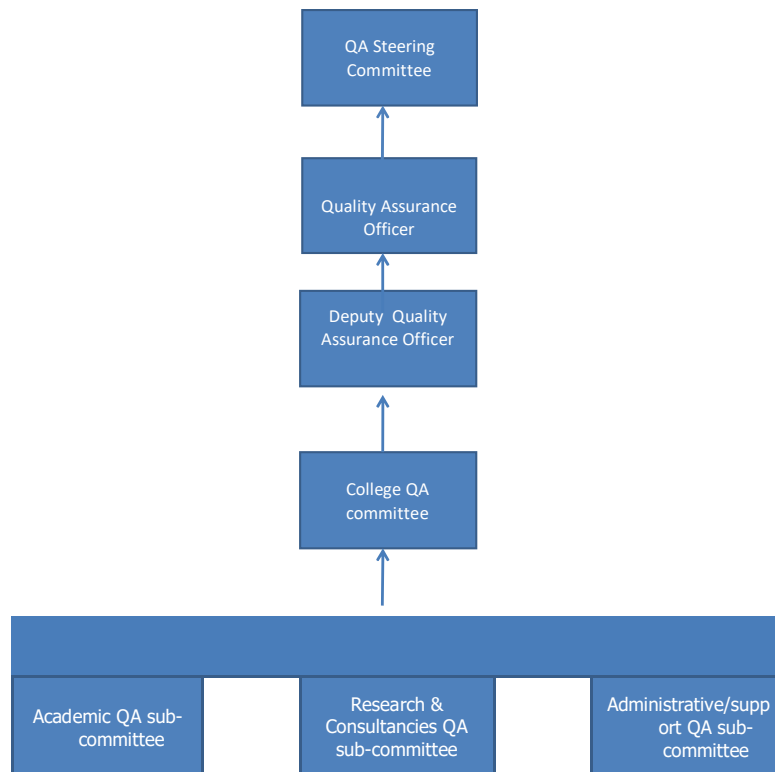 QA Steering
Committee
Quality Assurance
Officer
Deputy  Quality
Assurance Officer
College QA
committee
Academic QA sub-
committee
Research &
Consultancies QA
sub-committee
Administrative/supp
ort QA sub-
committee